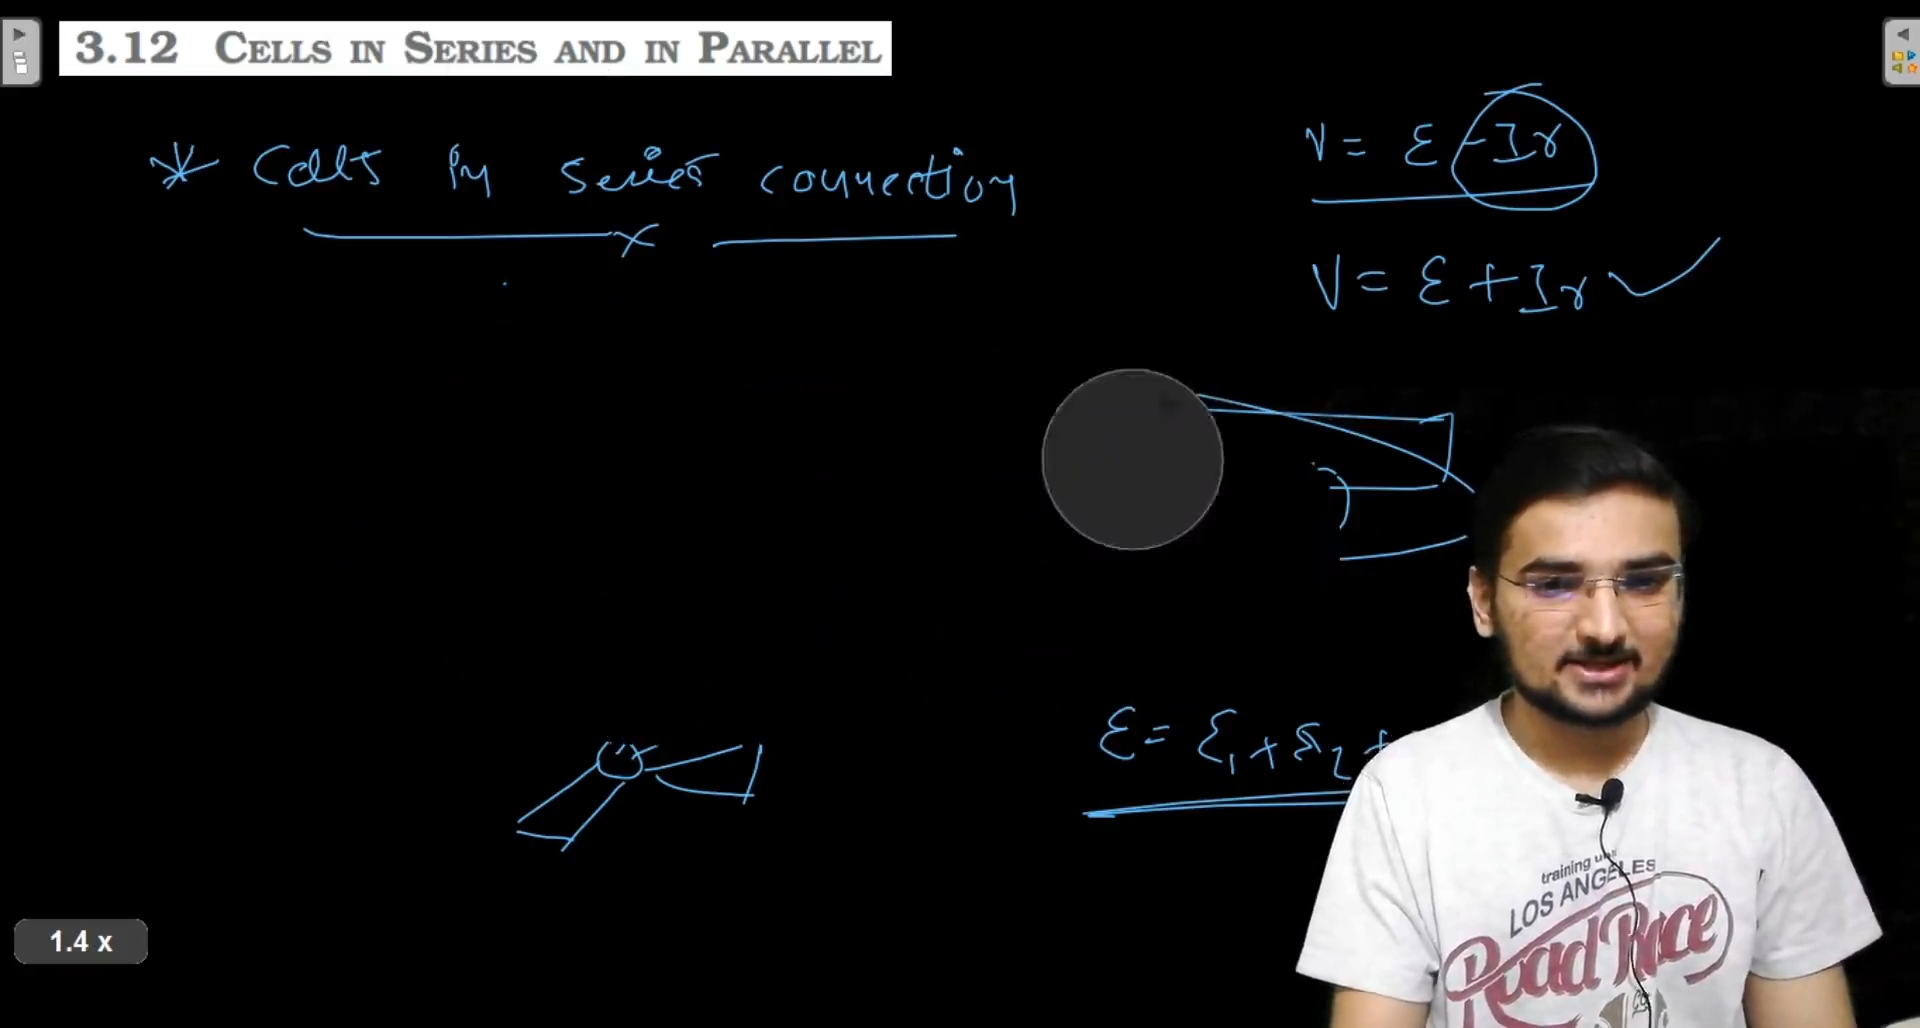 3.12 CELLS IN SERIES AND IN PARALLEL
* Cells in series connection
V = ε - Ir
V = ε + Ir
ε = ε₁ + ε₂ +
training unit
LOS ANGELES
Road Race
1.4 x